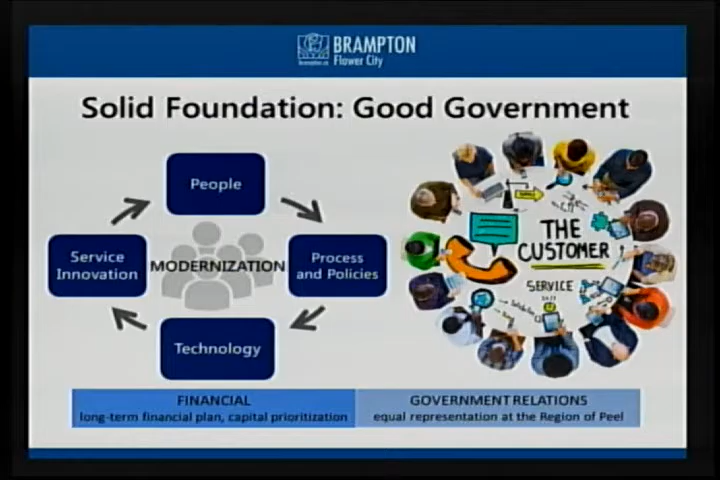 BRAMPTON
Flower City
Solid Foundation: Good Government
People
Service
Innovation
MODERNIZATION
Process
and Policies
Technology
THE
CUSTOMER
SERVICE
FINANCIAL
long-term financial plan, capital prioritization
GOVERNMENT RELATIONS
equal representation at the Region of Peel